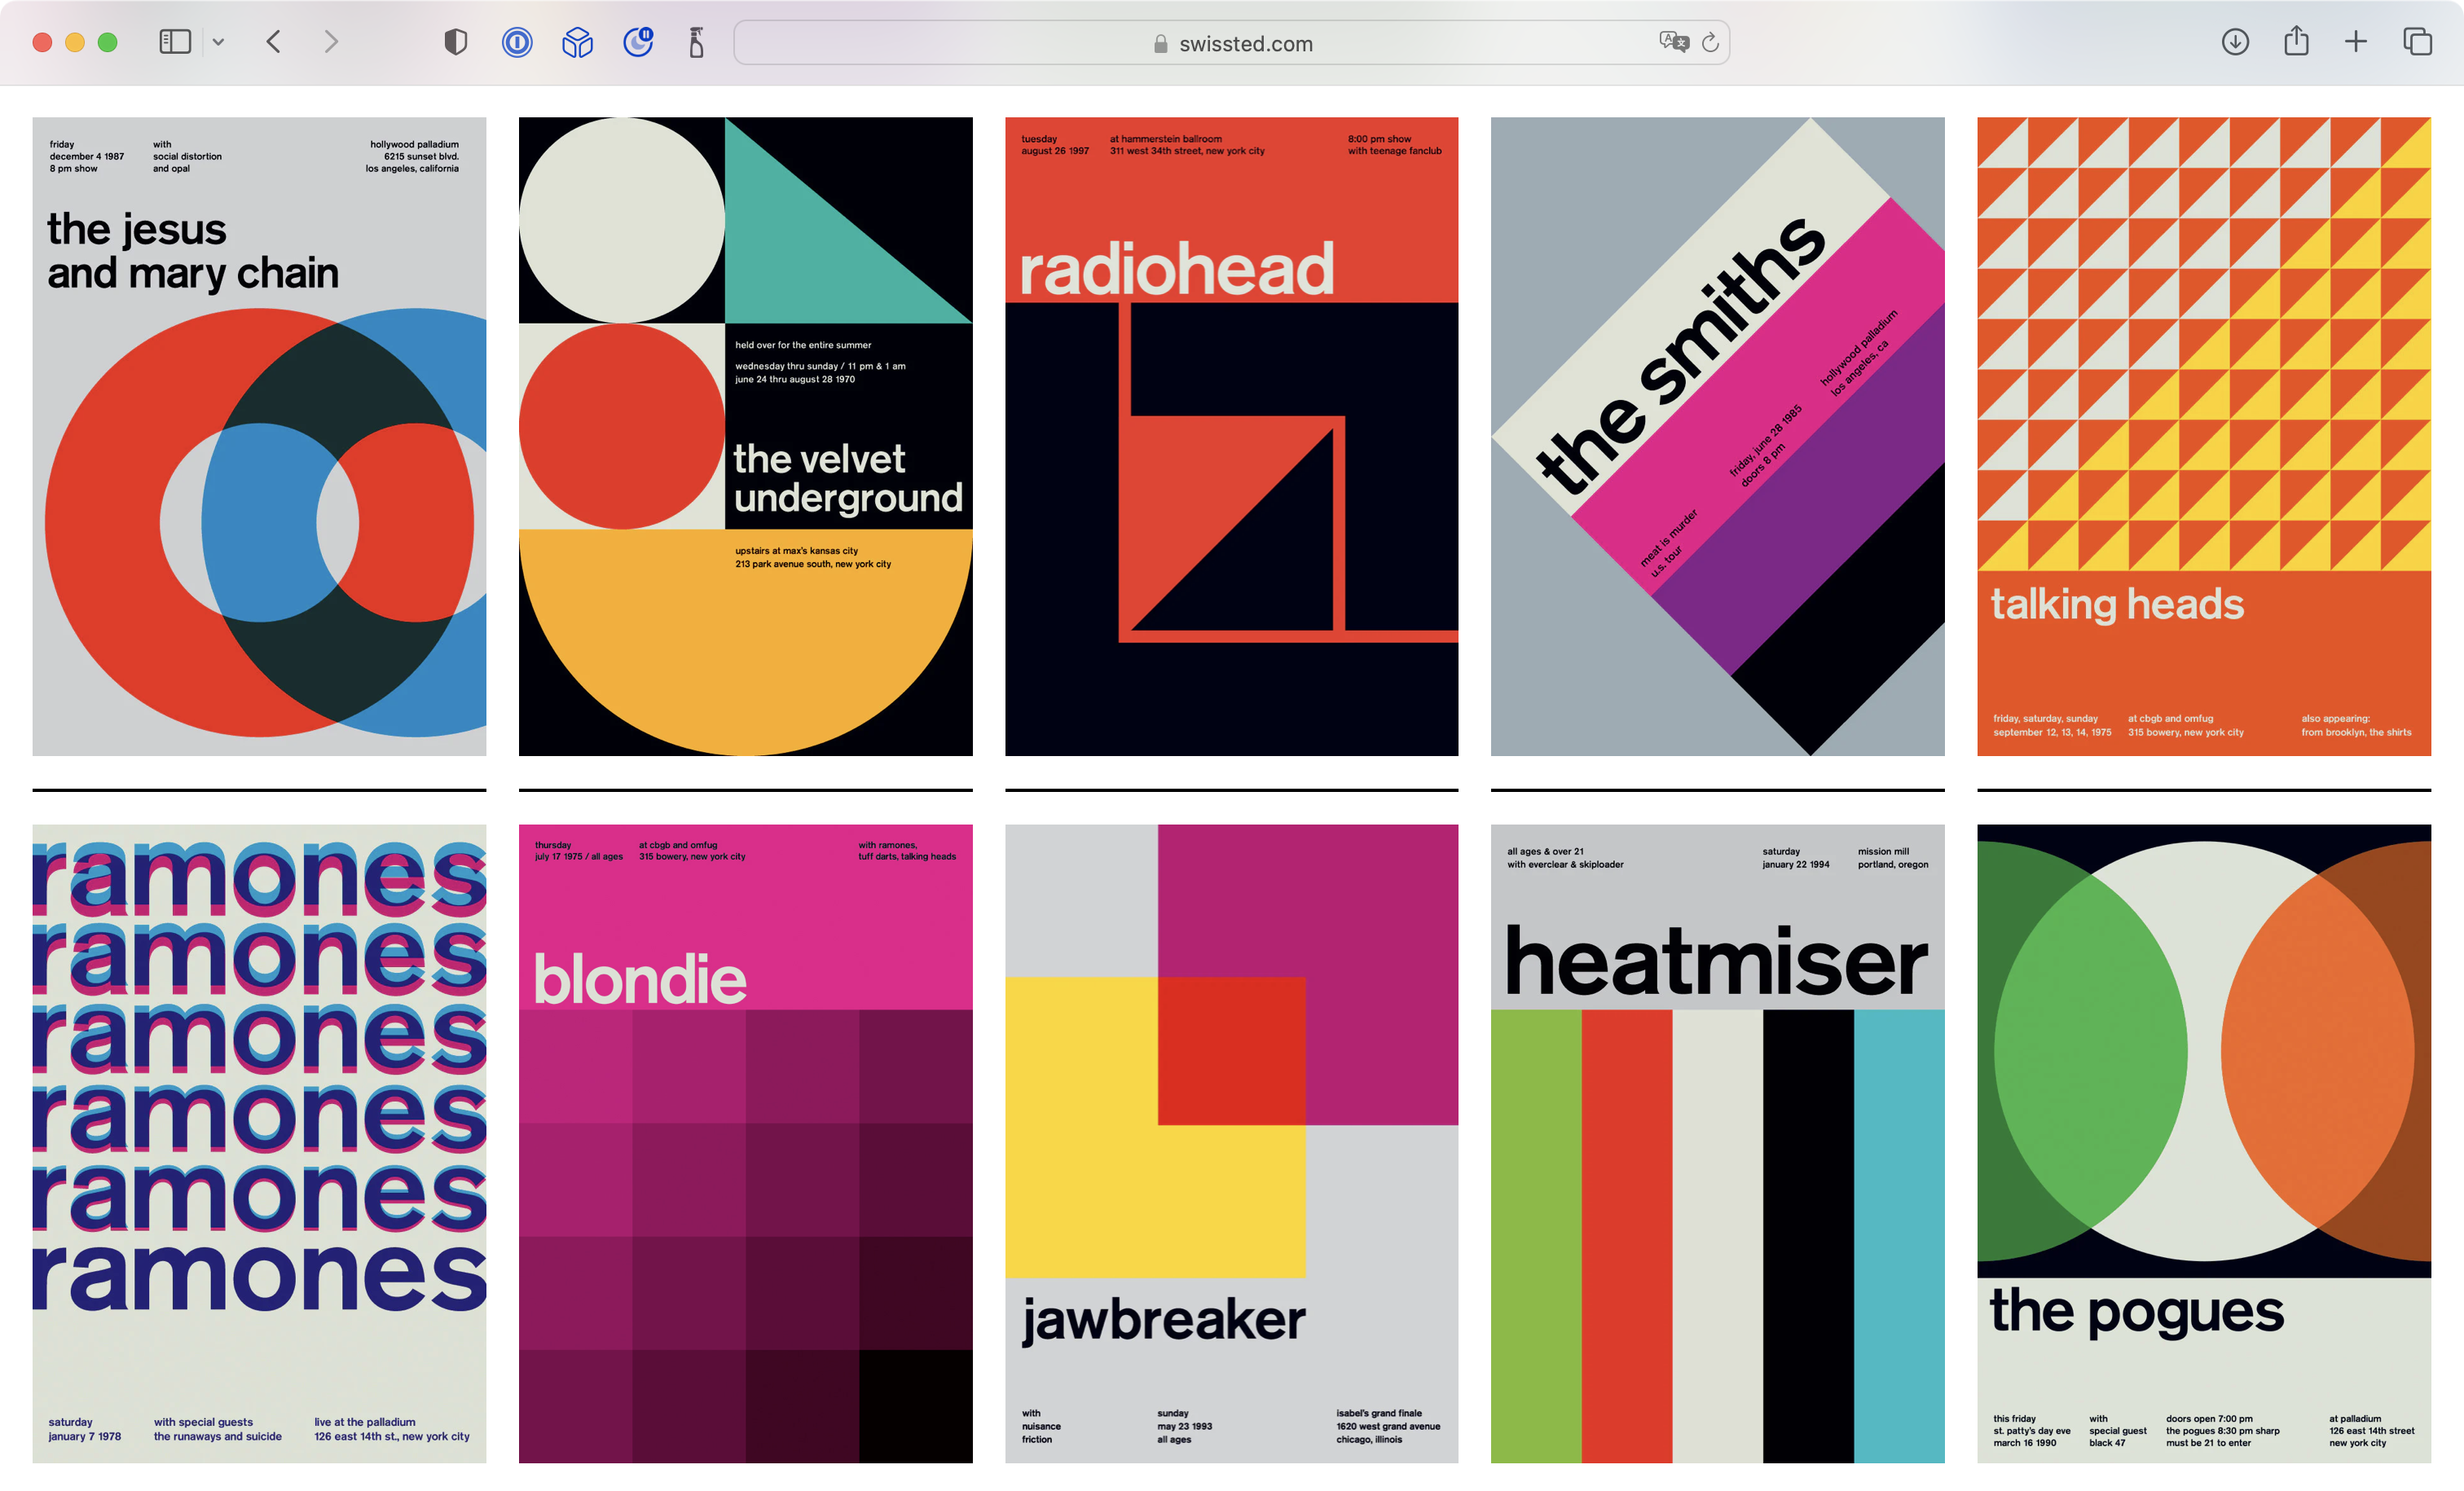 swissted.com
friday
december 4 1987
8 pm show
with
social distortion
and opal
hollywood palladium
6215 sunset blvd.
los angeles, california
the jesus
and mary chain
held over for the entire summer
wednesday thru sunday / 11 pm & 1 am
june 24 thru august 28 1970
the velvet
underground
upstairs at max's kansas city
213 park avenue south, new york city
tuesday
august 26 1997
at hammerstein ballroom
311 west 34th street, new york city
8:00 pm show
with teenage fanclub
radiohead
the smiths
meat is murder
u.s. tour
friday, june 28 1985
doors 8 pm
hollywood palladium
los angeles, ca
talking heads
friday, saturday, sunday
september 12, 13, 14, 1975
at cbgb and omfug
315 bowery, new york city
also appearing:
from brooklyn, the shirts
ramones
ramones
ramones
ramones
ramones
ramones
saturday
january 7 1978
with special guests
the runaways and suicide
live at the palladium
126 east 14th st., new york city
thursday
july 17 1975 / all ages
at cbgb and omfug
315 bowery, new york city
with ramones,
tuff darts, talking heads
blondie
jawbreaker
with
nuisance
friction
sunday
may 23 1993
all ages
isabel's grand finale
1620 west grand avenue
chicago, illinois
all ages & over 21
with everclear & skiploader
saturday
january 22 1994
mission mill
portland, oregon
heatmiser
the pogues
this friday
st. patty's day eve
march 16 1990
with
special guest
black 47
doors open 7:00 pm
the pogues 8:30 pm sharp
must be 21 to enter
at palladium
126 east 14th street
new york city